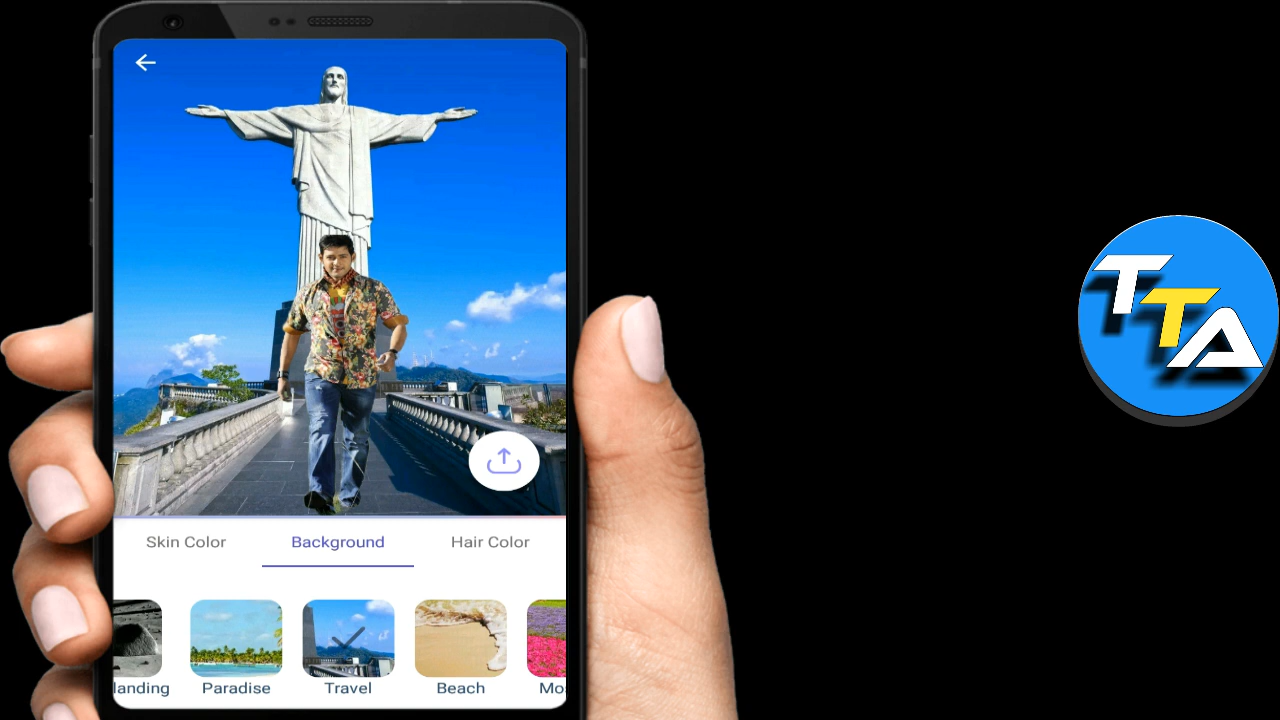 TTA
Skin Color
Background
Hair Color
landing
Paradise
Travel
Beach
Mo